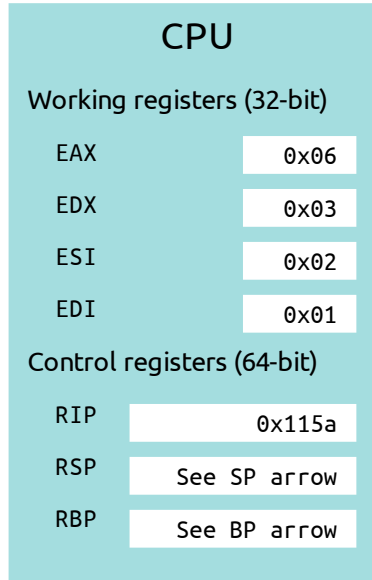 CPU
Working registers (32-bit)
EAX 0x06
EDX 0x03
ESI 0x02
EDI 0x01
Control registers (64-bit)
RIP 0x115a
RSP See SP arrow
RBP See BP arrow